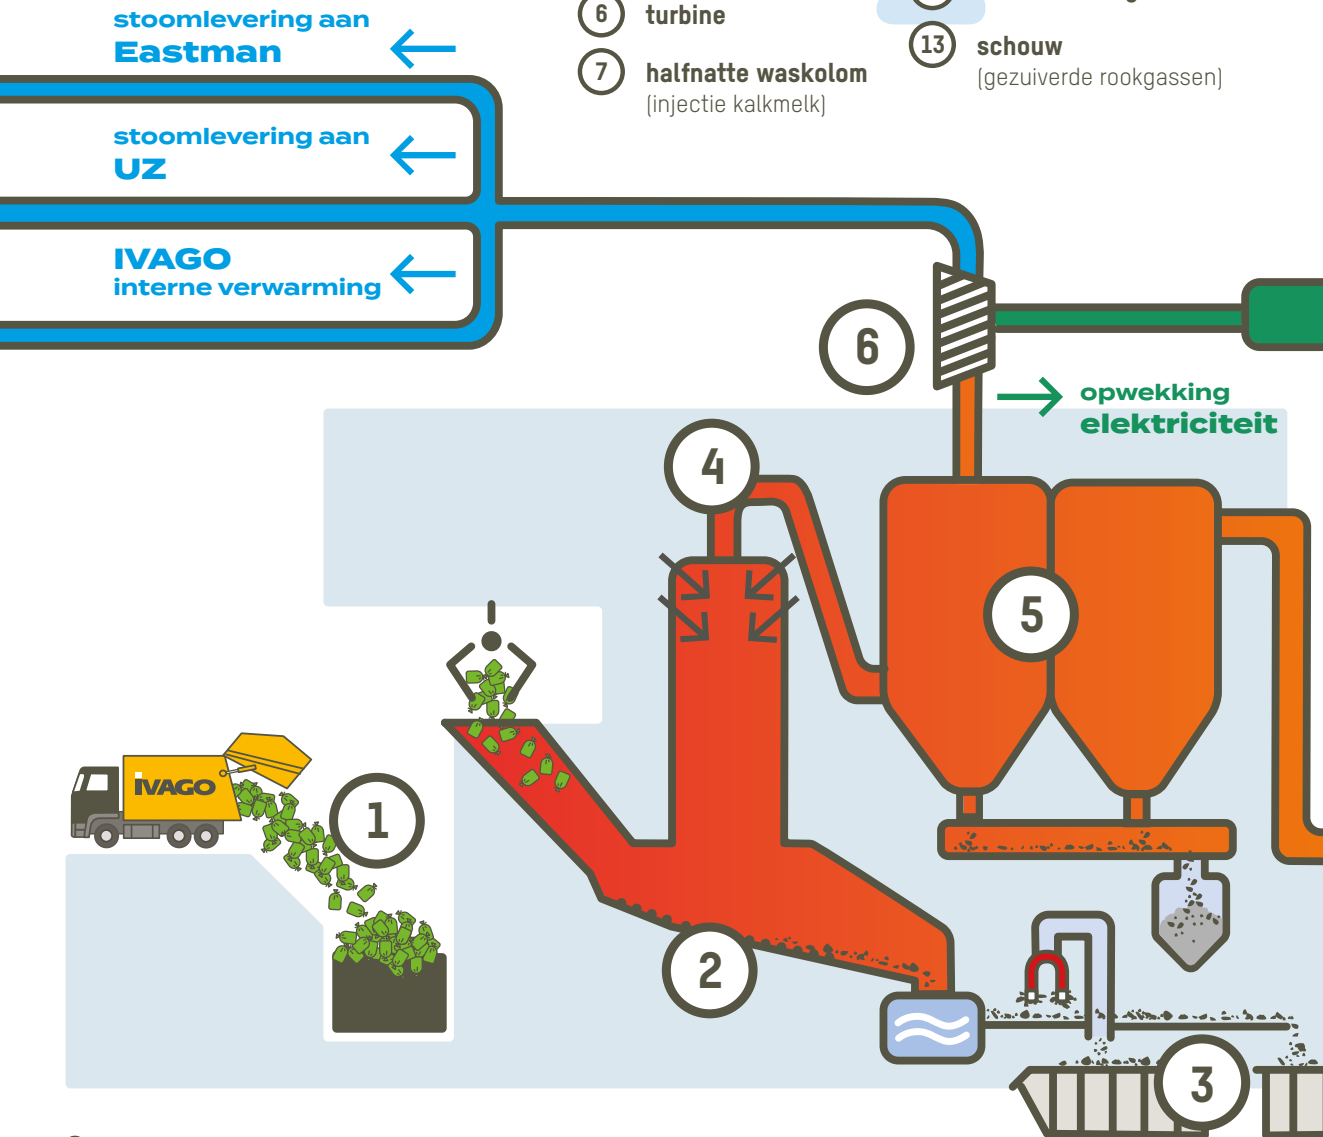 stoomlevering aan
Eastman
stoomlevering aan
UZ
IVAGO
interne verwarming
6 turbine
7 halfnatte waskolom
(injectie kalkmelk)
13 schouw
(gezuiverde rookgassen)
6
opwekking
elektriciteit
4
5
IVAGO
1
2
3